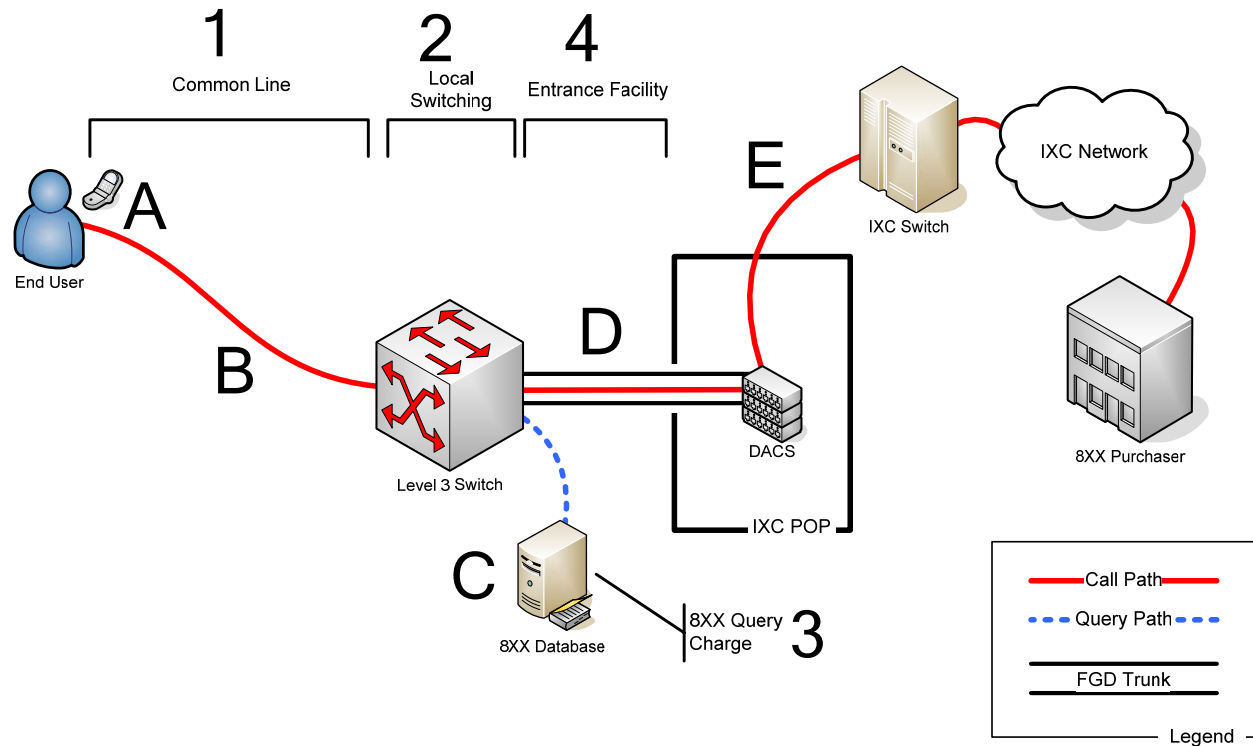 1
2
4
Common Line
Local
Switching
Entrance Facility
A
End User
B
Level 3 Switch
D
E
IXC Switch
IXC Network
8XX Purchaser
DACS
IXC POP
C
8XX Database
8XX Query
Charge
3
Call Path
Query Path
FGD Trunk
Legend